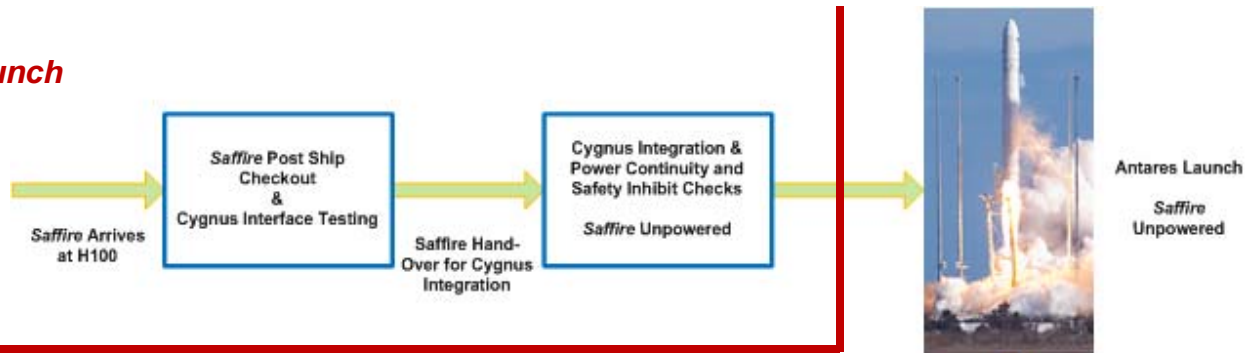 unch
Saffire Arrives
at H100
Saffire Post Ship
Checkout
&
Cygnus Interface Testing
Saffire Hand-
Over for Cygnus
Integration
Cygnus Integration &
Power Continuity and
Safety Inhibit Checks
Saffire Unpowered
Antares Launch
Saffire
Unpowered